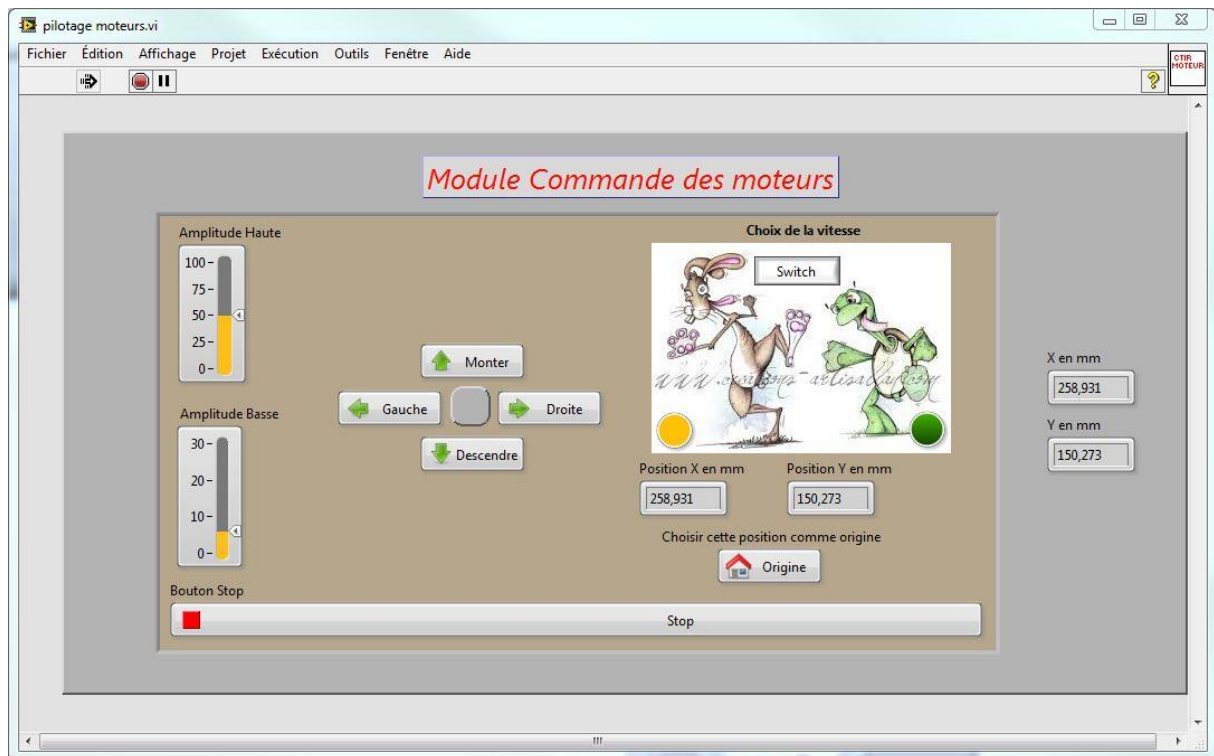 pilotage moteurs.vi
Fichier Édition Affichage Projet Exécution Outils Fenêtre Aide
CTIR
MOTEUR
Module Commande des moteurs
Amplitude Haute
100
75
50
25
0
Amplitude Basse
30
20
10
0
Monter
Gauche
Droite
Descendre
Choix de la vitesse
Switch
Position X en mm
258,931
Position Y en mm
150,273
Choisir cette position comme origine
Origine
X en mm
258,931
Y en mm
150,273
Bouton Stop
Stop